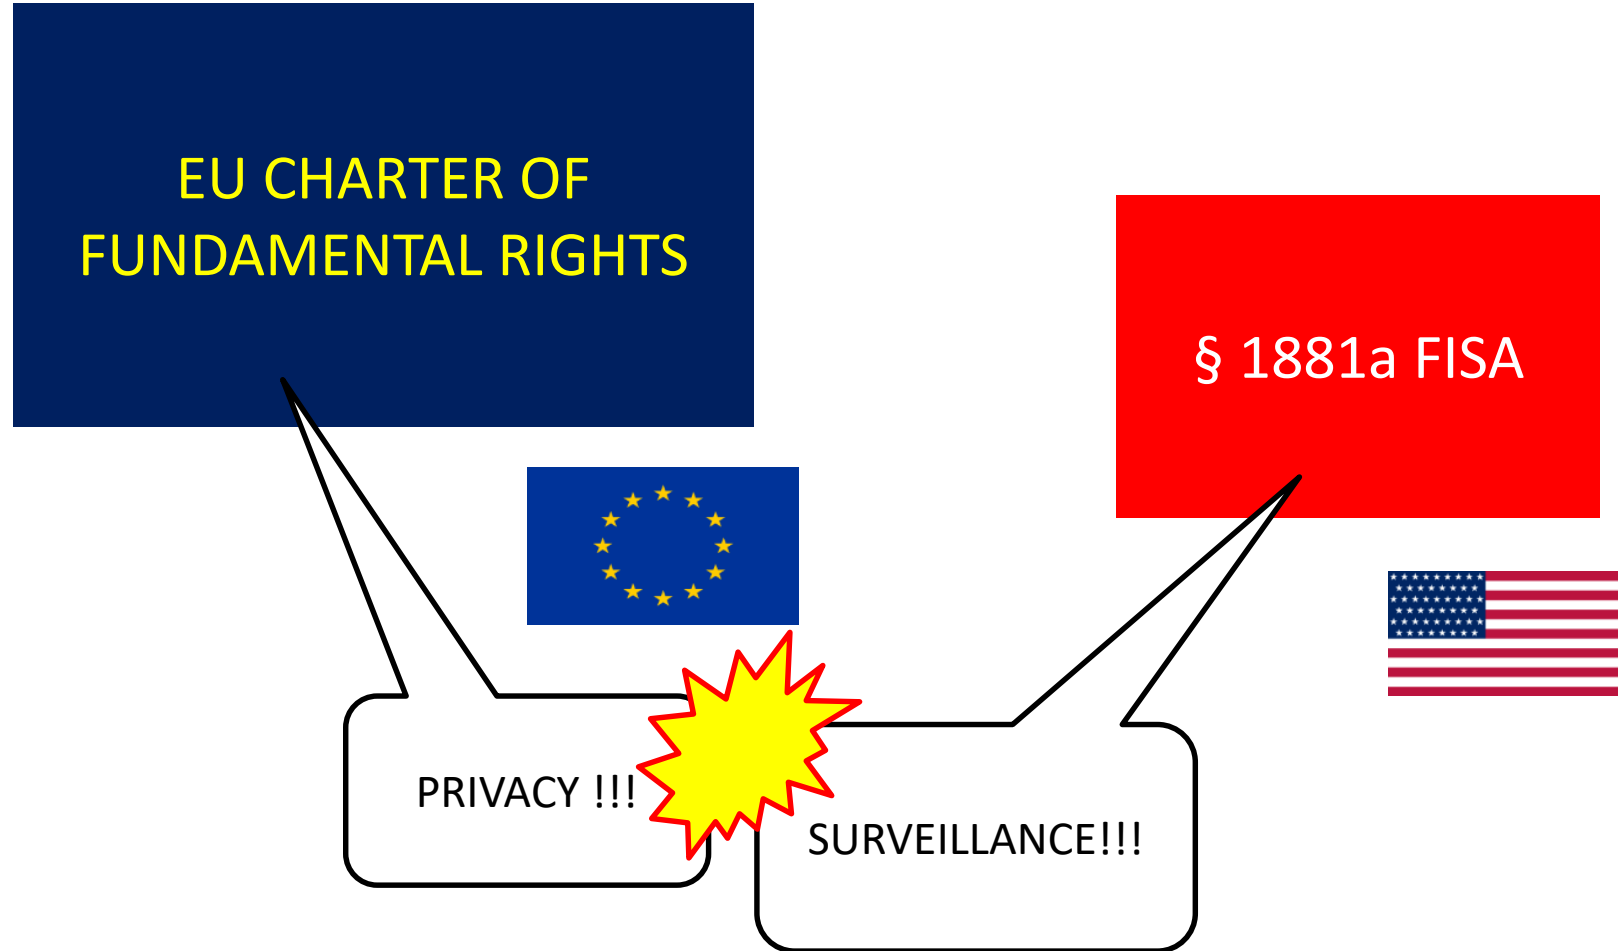 EU CHARTER OF
FUNDAMENTAL RIGHTS
§ 1881a FISA
PRIVACY !!!
SURVEILLANCE!!!